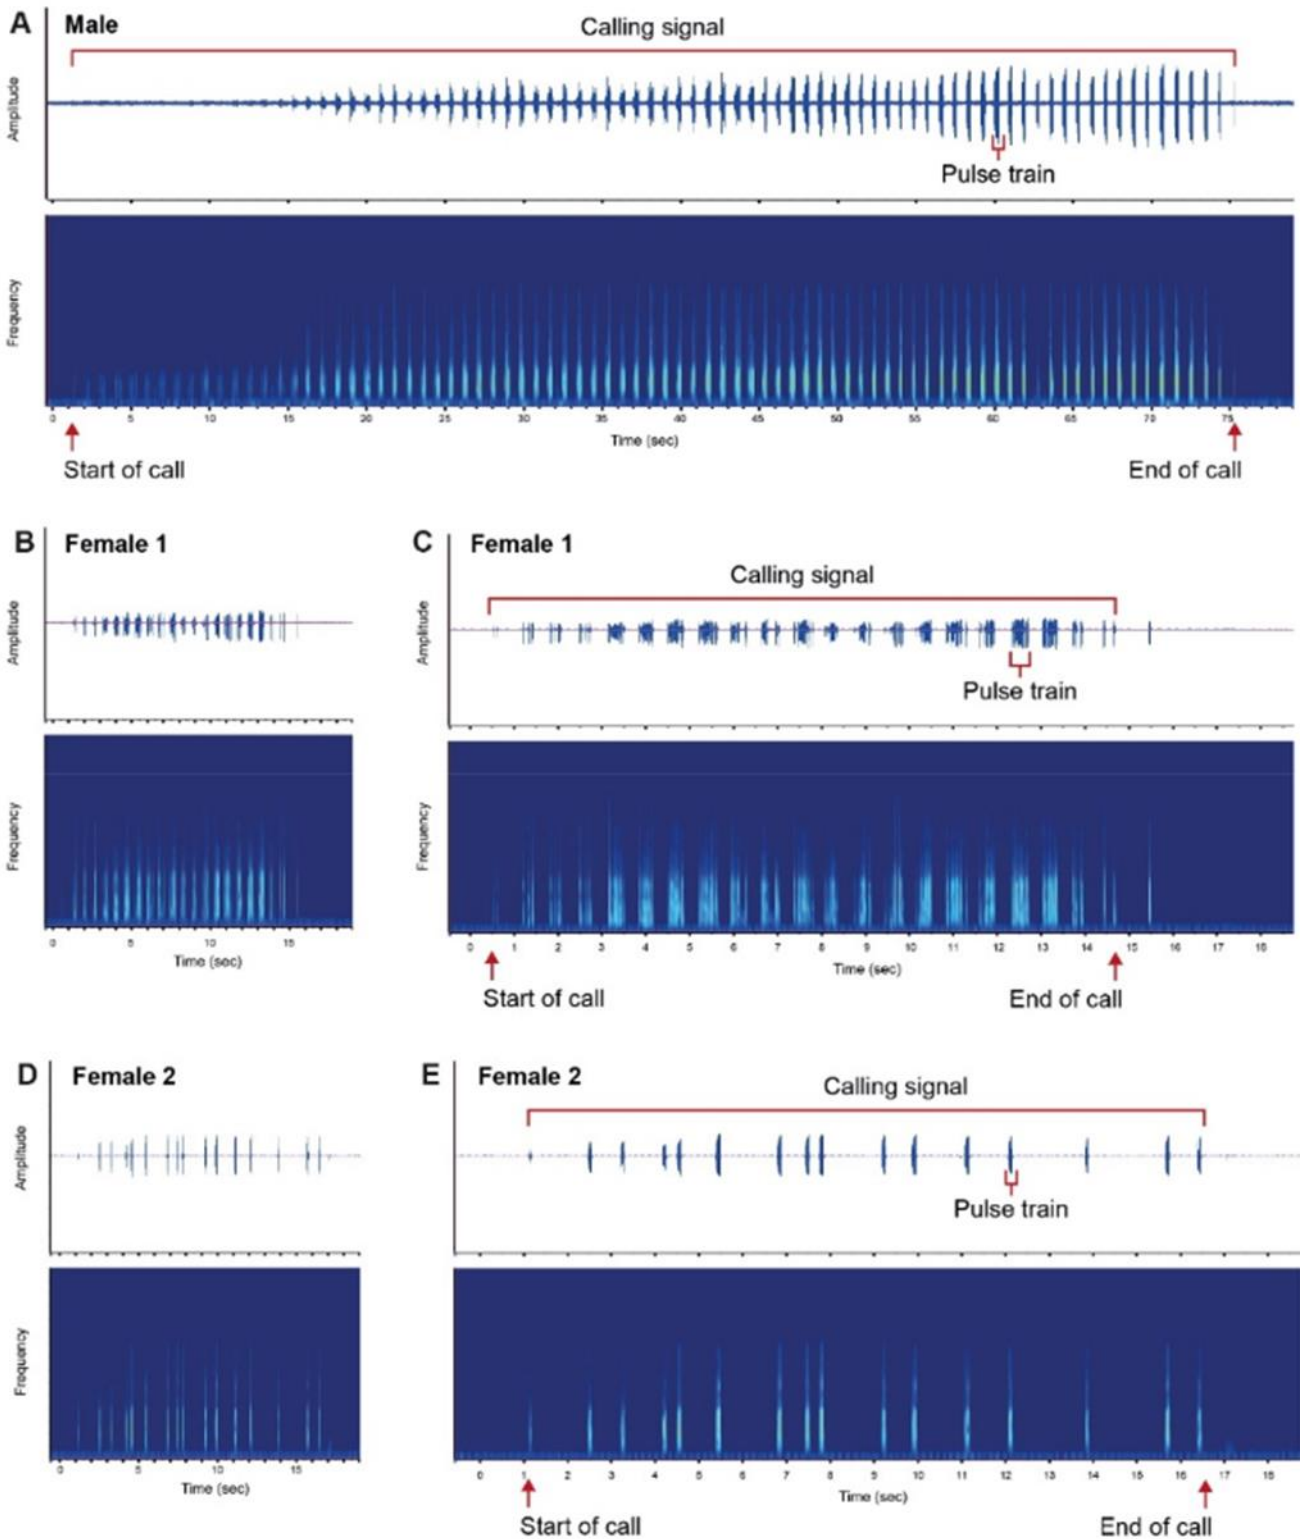 A Male
Calling signal
Amplitude
Pulse train
Frequency
0 5 10 15 20 25 30 35 40 45 50 55 60 65 70 75
Time (sec)
Start of call End of call
B Female 1
Amplitude
Frequency
0 5 10 15
Time (sec)
C Female 1
Calling signal
Amplitude
Pulse train
Frequency
0 1 2 3 4 5 6 7 8 9 10 11 12 13 14 15 16 17 18
Time (sec)
Start of call End of call
D Female 2
Amplitude
Frequency
0 5 10 15
Time (sec)
E Female 2
Calling signal
Pulse train
0 1 2 3 4 5 6 7 8 9 10 11 12 13 14 15 16 17 18
Time (sec)
Start of call End of call